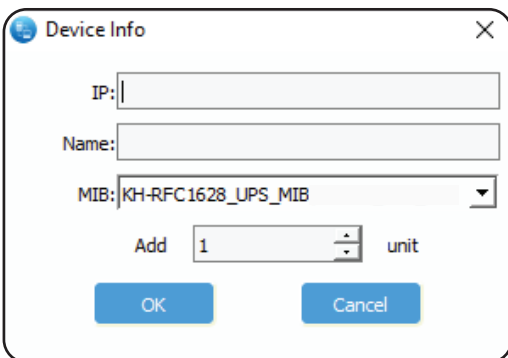 Device Info
IP:
Name:
MIB: KH-RFC1628_UPS_MIB
Add 1 unit
OK Cancel